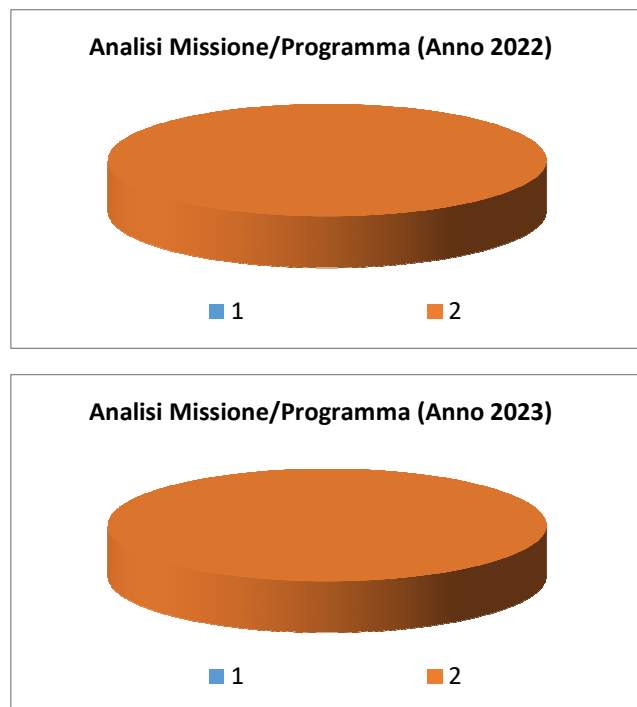 Analisi Missione/Programma (Anno 2022)
1 2
Analisi Missione/Programma (Anno 2023)
1 2